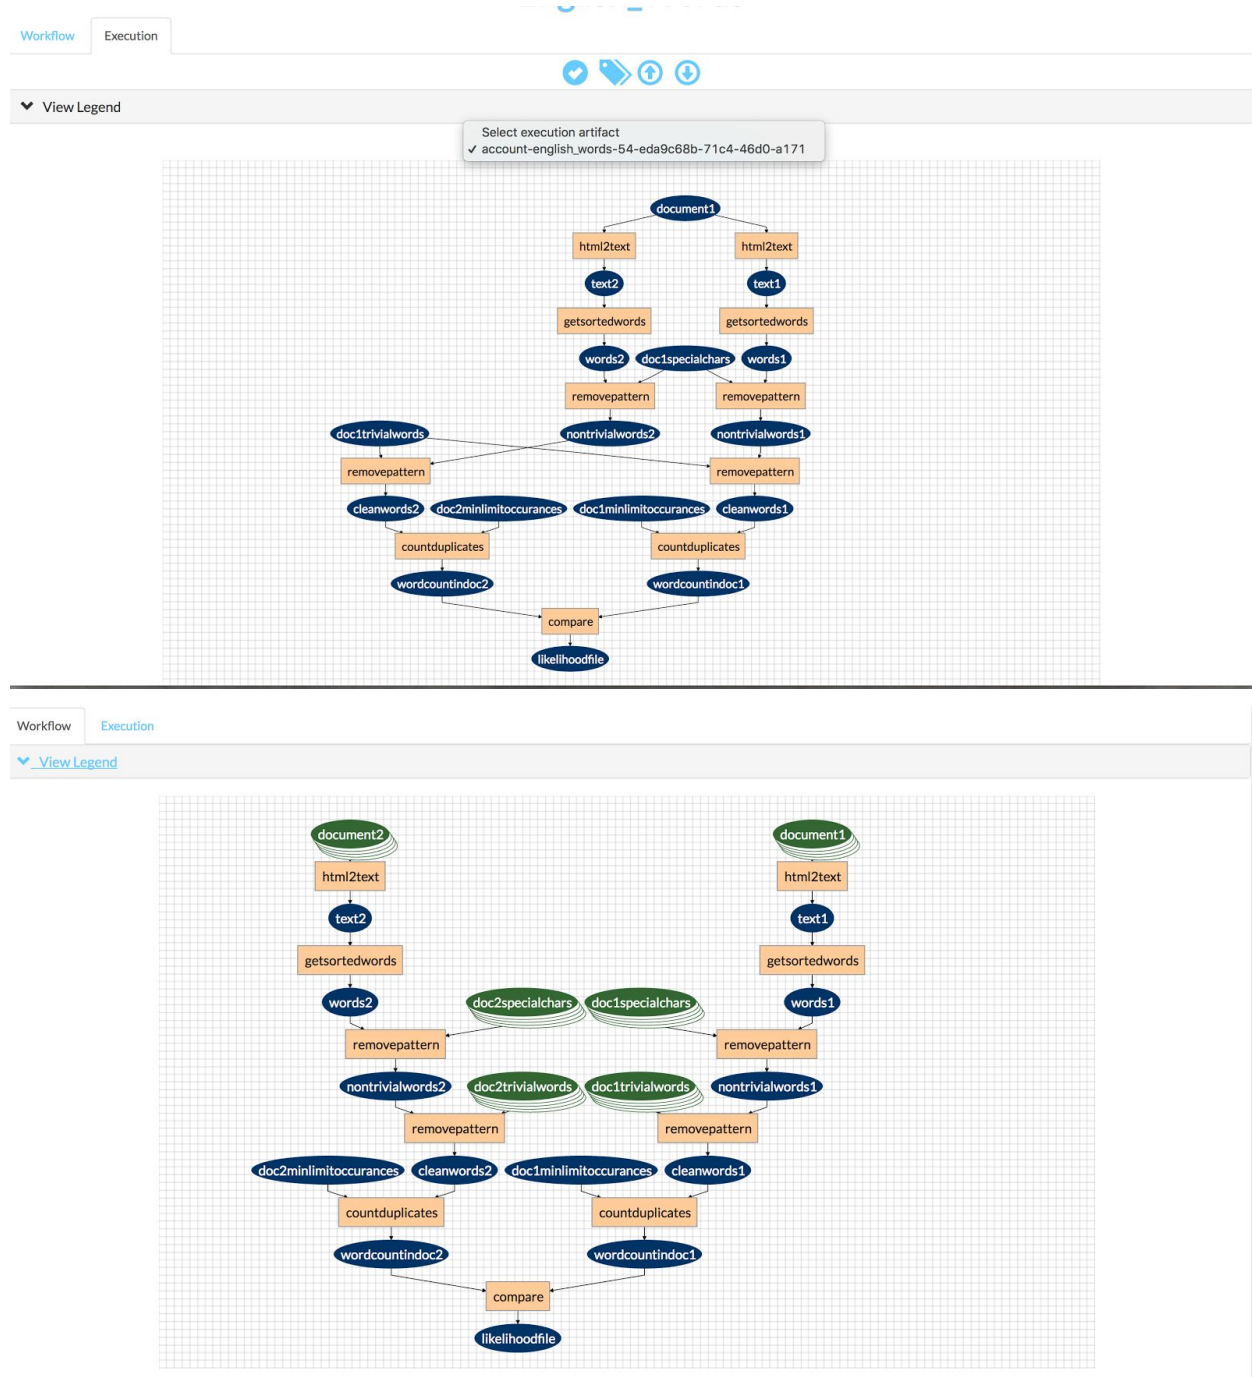 Workflow Execution
View Legend
Select execution artifact
✓ account-english_words-54-eda9c68b-71c4-46d0-a171
document1
html2text html2text
text2 text1
getsortedwords getsortedwords
words2 doc1specialchars words1
removepattern removepattern
doc1trivialwords nontrivialwords2 nontrivialwords1
removepattern removepattern
cleanwords2 doc2minlimitoccurances doc1minlimitoccurances cleanwords1
countduplicates countduplicates
wordcountindoc2 wordcountindoc1
compare
likelihoodfile
Workflow Execution
View Legend
document2 document1
html2text html2text
text2 text1
getsortedwords getsortedwords
words2 doc2specialchars doc1specialchars words1
removepattern removepattern
nontrivialwords2 doc2trivialwords doc1trivialwords nontrivialwords1
removepattern removepattern
doc2minlimitoccurances cleanwords2 doc1minlimitoccurances cleanwords1
countduplicates countduplicates
wordcountindoc2 wordcountindoc1
compare
likelihoodfile